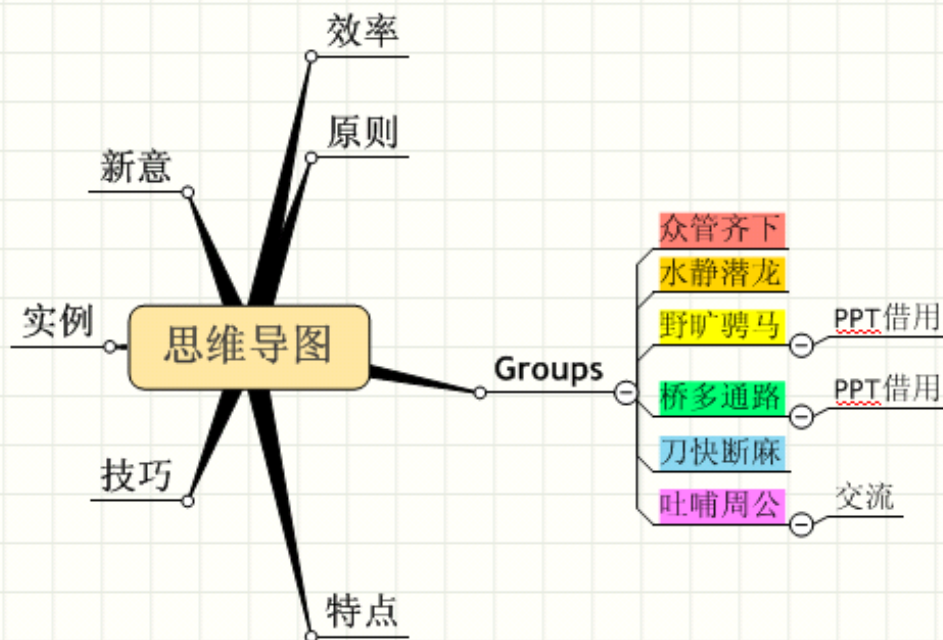 效率
原则
新意
实例
思维导图
技巧
特点
Groups
众管齐下
水静潜龙
野旷骋马
PPT借用
桥多通路
PPT借用
刀快断麻
吐哺周公
交流